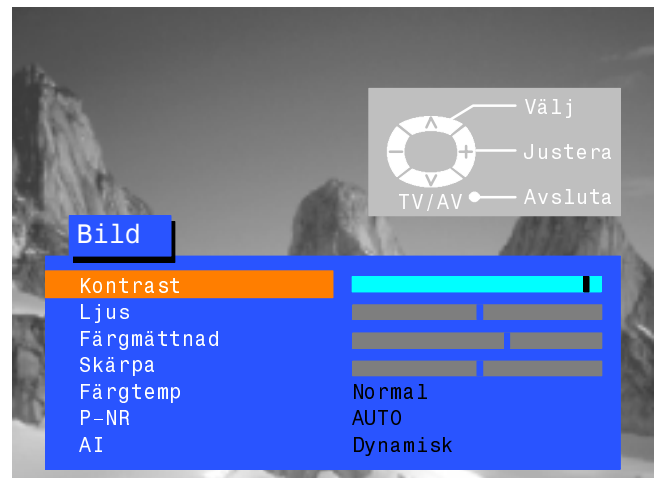 Välj
Justera
TV/AV Avsluta
Bild
Kontrast
Ljus
Färgmättnad
Skärpa
Färgtemp Normal
P-NR AUTO
AI Dynamisk